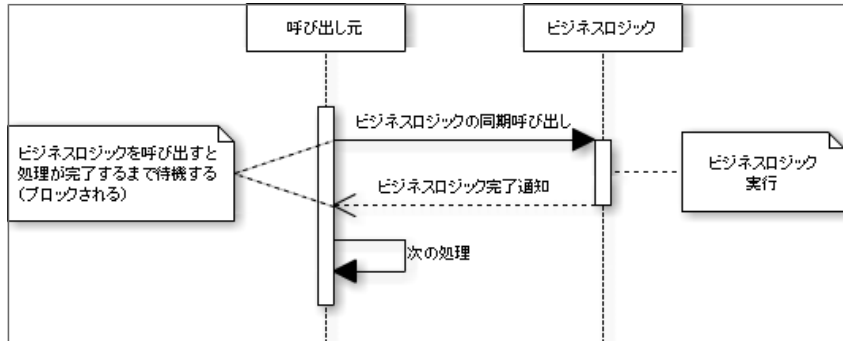 呼び出し元
ビジネスロジック
ビジネスロジックの同期呼び出し
ビジネスロジックを呼び出すと
処理が完了するまで待機する
(ブロックされる)
ビジネスロジック
実行
ビジネスロジック完了通知
次の処理